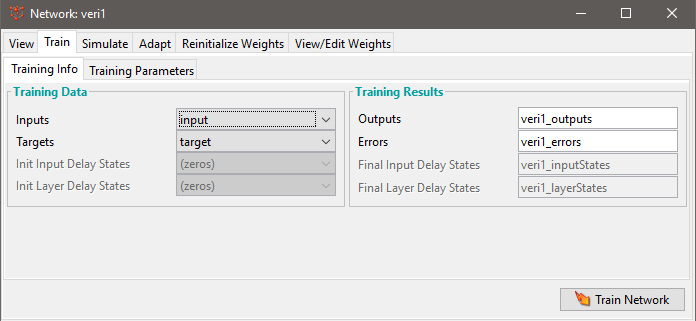 Network: veri1
View Train Simulate Adapt Reinitialize Weights View/Edit Weights
Training Info Training Parameters
Training Data
Inputs input
Targets target
Init Input Delay States (zeros)
Init Layer Delay States (zeros)
Training Results
Outputs veri1_outputs
Errors veri1_errors
Final Input Delay States veri1_inputStates
Final Layer Delay States veri1_layerStates
Train Network